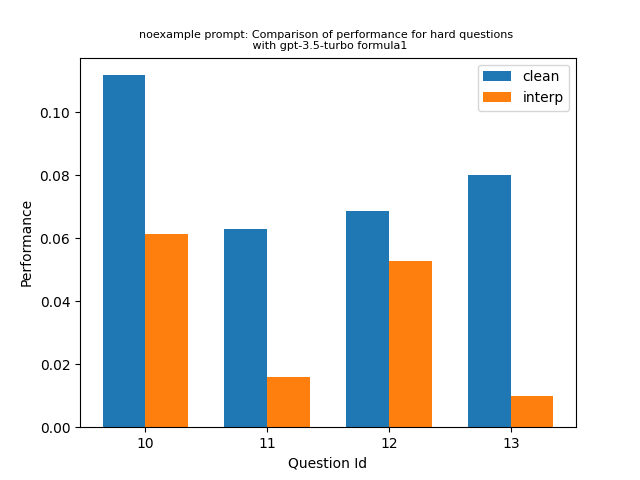 noexample prompt: Comparison of performance for hard questions
with gpt-3.5-turbo formula1
clean
interp
0.10
0.08
0.06
0.04
0.02
0.00
Performance
10 11 12 13
Question Id